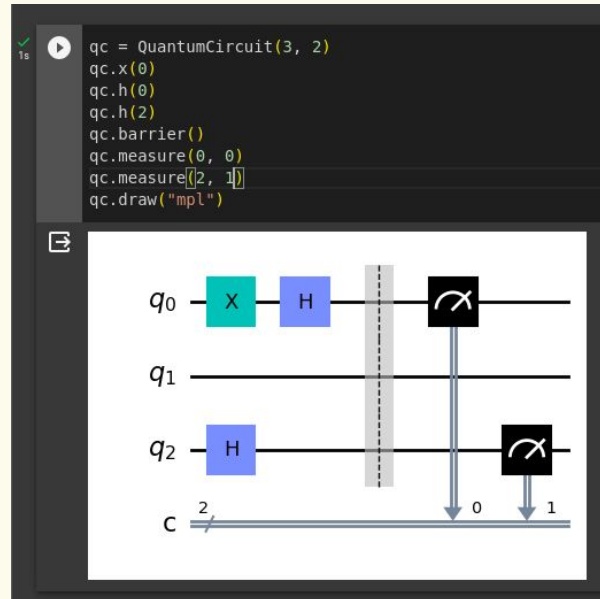 1s
qc = QuantumCircuit(3, 2)
qc.x(0)
qc.h(0)
qc.h(2)
qc.barrier()
qc.measure(0, 0)
qc.measure(2, 1)
qc.draw("mpl")
q0 X H
q1
q2 H
c 2 0 1